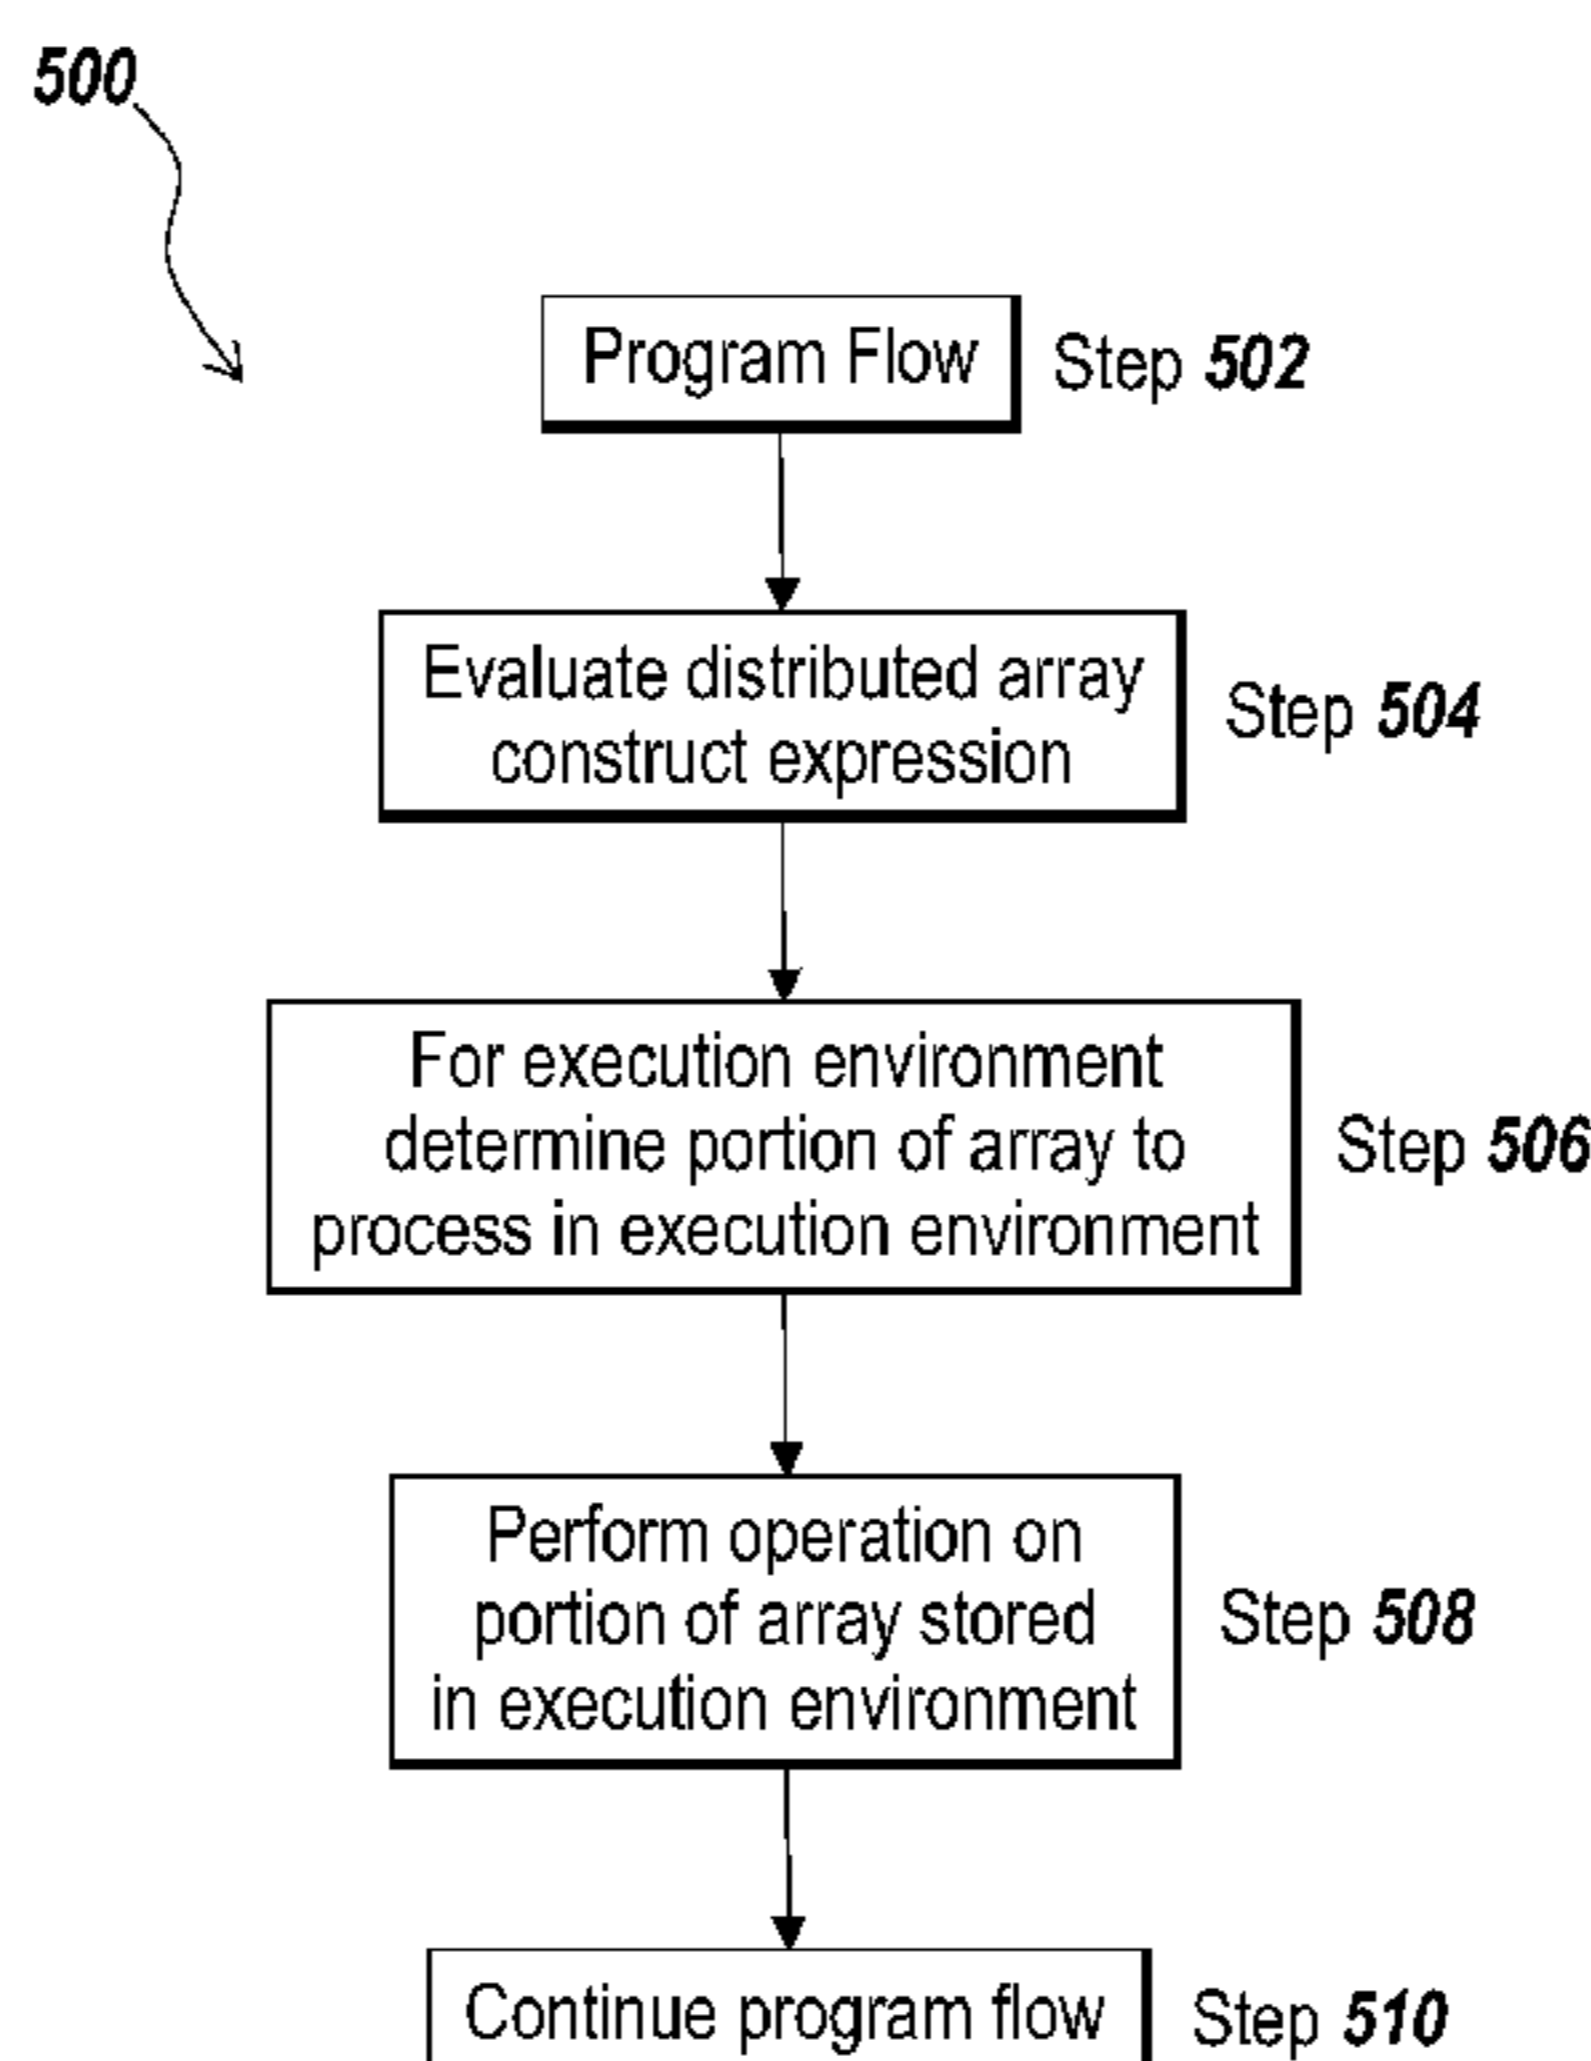 500
Program Flow Step 502
Evaluate distributed array
construct expression
Step 504
For execution environment
determine portion of array to
process in execution environment
Step 506
Perform operation on
portion of array stored
in execution environment
Step 508
Continue program flow Step 510